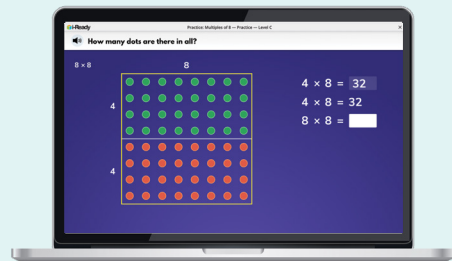 i-Ready
Practice: Multiples of 8 — Practice — Level C
×
How many dots are there in all?
8 × 8
8
4
4
4 × 8 = 32
4 × 8 = 32
8 × 8 =